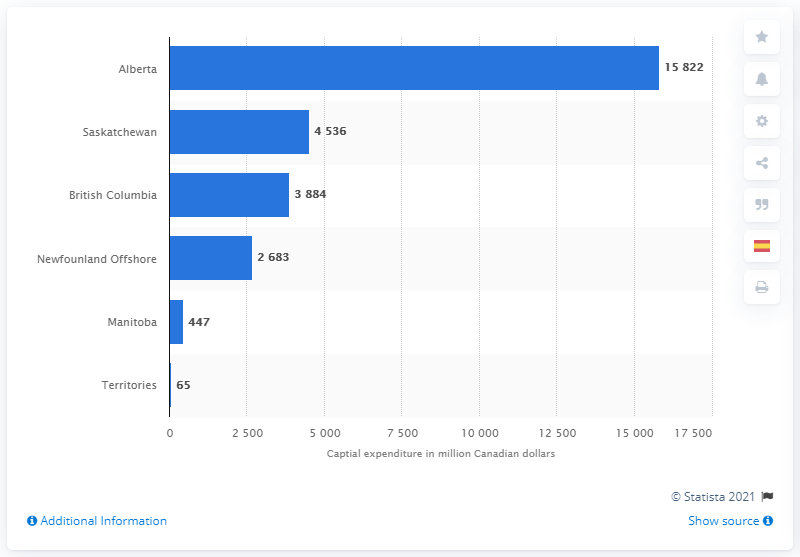 Alberta 15 822
Saskatchewan 4 536
British Columbia 3 884
Newfounland Offshore 2 683
Manitoba 447
Territories 65
0 2 500 5 000 7 500 10 000 12 500 15 000 17 500
Captial expenditure in million Canadian dollars
© Statista 2021
Additional Information Show source